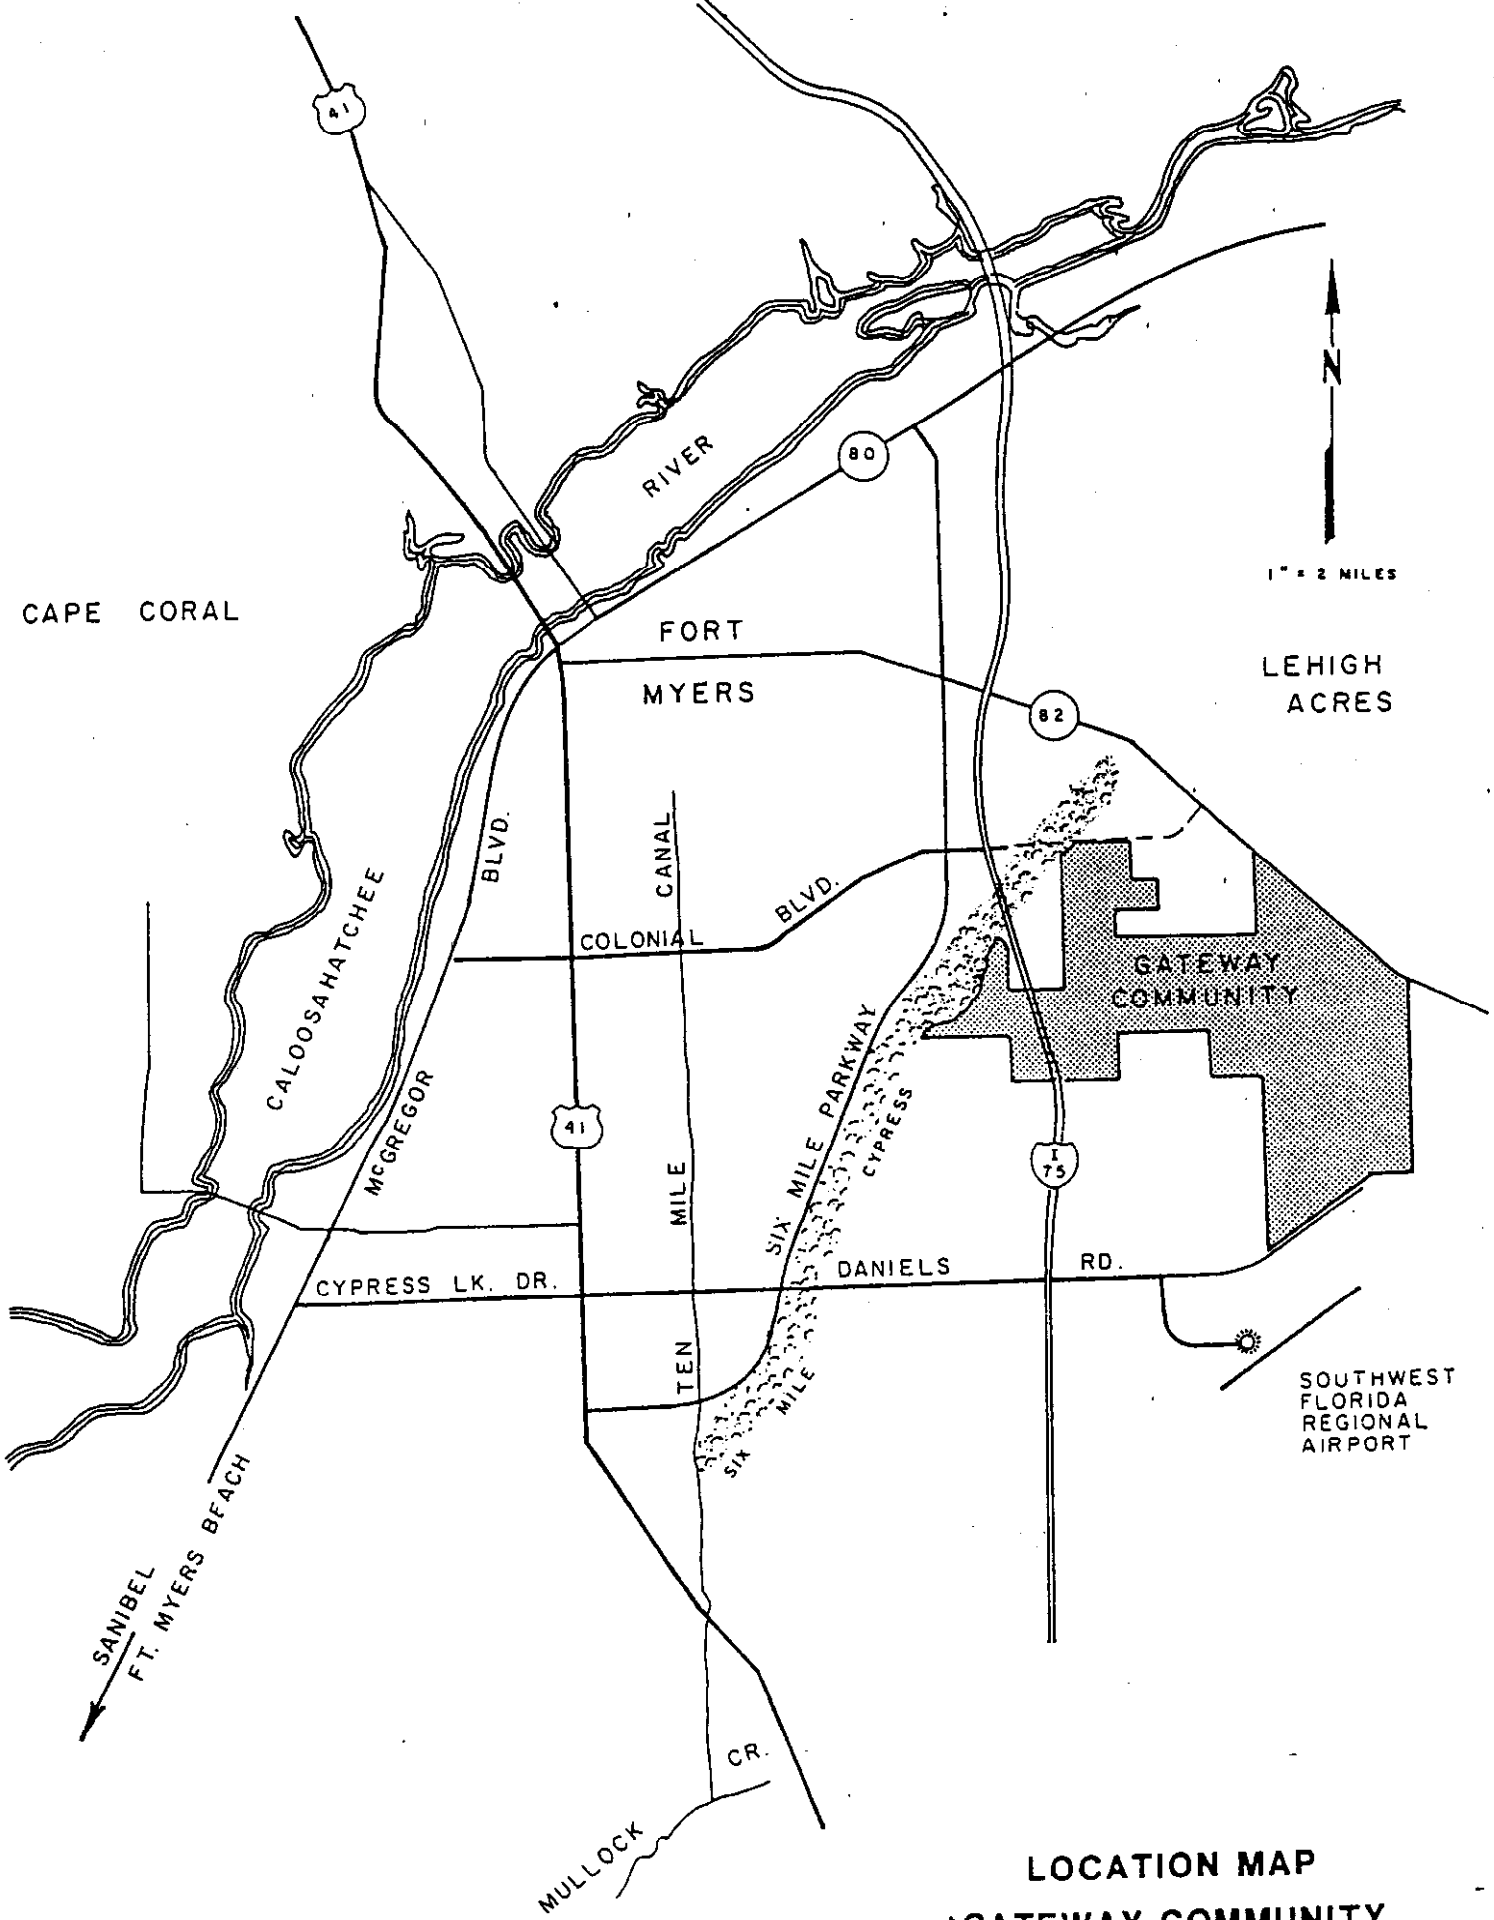 41
RIVER
80
N
1" = 2 MILES
CAPE CORAL
FORT
MYERS
LEHIGH
ACRES
82
BLVD.
CANAL
BLVD.
COLONIAL
CALOOSAHATCHEE
GATEWAY
COMMUNITY
McGREGOR
41
MILE
SIX MILE PARKWAY
CYPRESS
I
75
CYPRESS LK. DR.
DANIELS RD.
TEN
MILE
SIX
SOUTHWEST
FLORIDA
REGIONAL
AIRPORT
SANIBEL
FT. MYERS BEACH
CR.
MULLOCK
LOCATION MAP
GATEWAY COMMUNITY